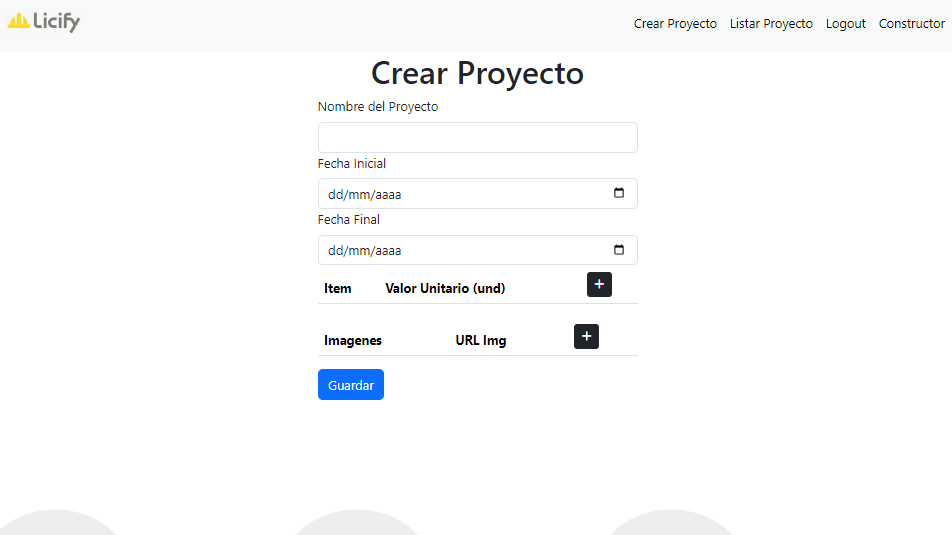 Licify
Crear Proyecto Listar Proyecto Logout Constructor
Crear Proyecto
Nombre del Proyecto
Fecha Inicial
dd/mm/aaaa
Fecha Final
dd/mm/aaaa
Item Valor Unitario (und) +
Imagenes URL Img +
Guardar